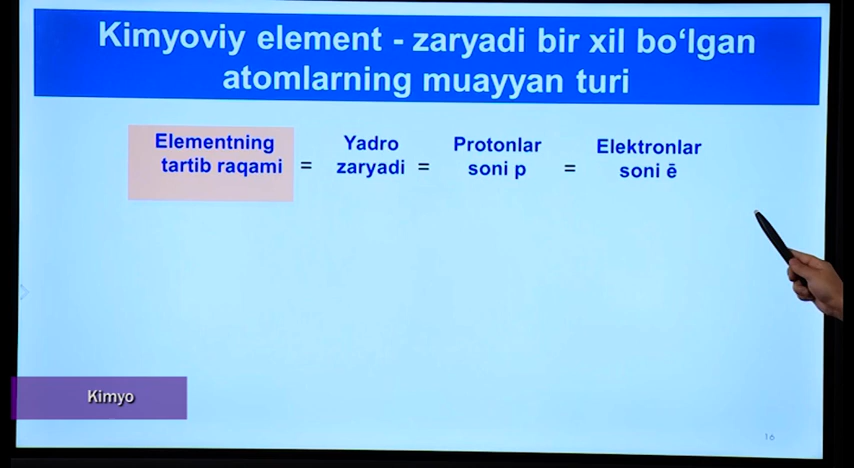 Kimyoviy element - zaryadi bir xil bo‘lgan
atomlarning muayyan turi
Elementning
tartib raqami = 
Yadro
zaryadi =
Protonlar
soni p =
Elektronlar
soni ē
Kimyo
16